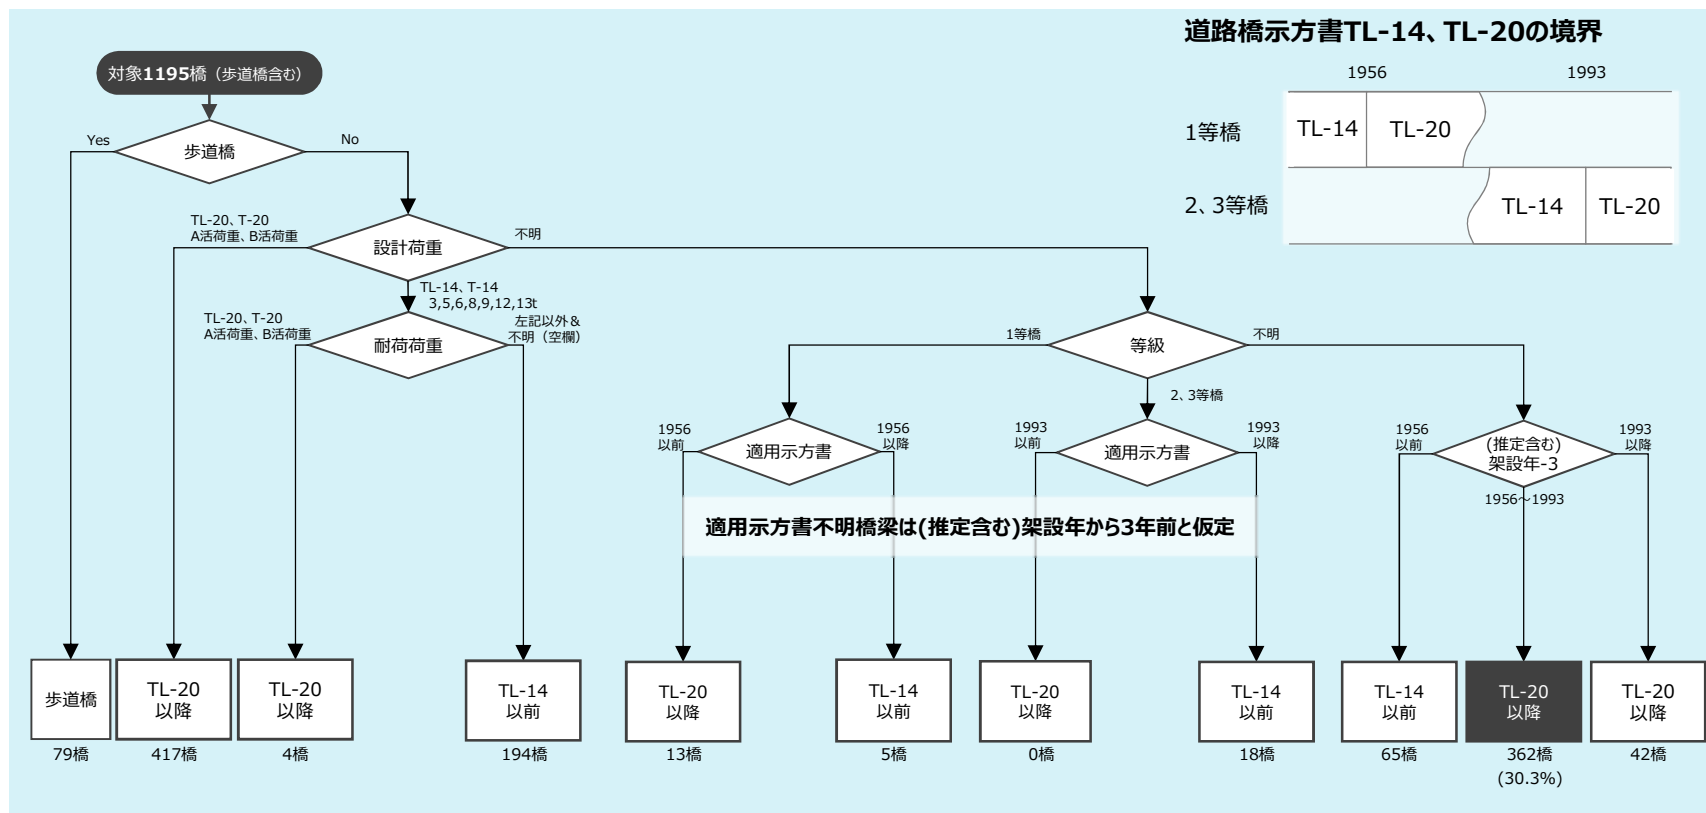 道路橋示方書TL-14、TL-20の境界
1956
1993
1等橋
TL-14
TL-20
2、3等橋
TL-14
TL-20
対象1195橋（歩道橋含む）
歩道橋
Yes
No
設計荷重
TL-20、T-20
A活荷重、B活荷重
不明
TL-14、T-14
3,5,6,8,9,12,13t
耐荷荷重
TL-20、T-20
A活荷重、B活荷重
左記以外＆
不明（空欄）
等級
1等橋
不明
2、3等橋
適用示方書
1956
以前
1956
以降
適用示方書
1993
以前
1993
以降
(推定含む)
架設年-3
1956
以前
1993
以降
1956～1993
適用示方書不明橋梁は(推定含む)架設年から3年前と仮定
歩道橋
79橋
TL-20
以降
417橋
TL-20
以降
4橋
TL-14
以前
194橋
TL-20
以降
13橋
TL-14
以前
5橋
TL-20
以降
0橋
TL-14
以前
18橋
TL-14
以前
65橋
TL-20
以降
362橋
(30.3%)
TL-20
以降
42橋